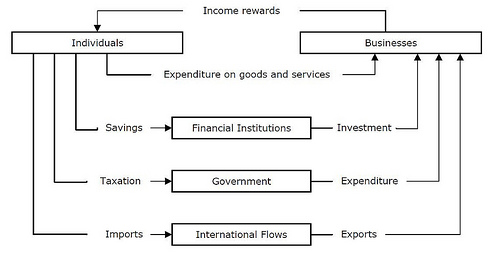 Income rewards
Individuals
Businesses
Expenditure on goods and services
Savings
Financial Institutions
Investment
Taxation
Government
Expenditure
Imports
International Flows
Exports